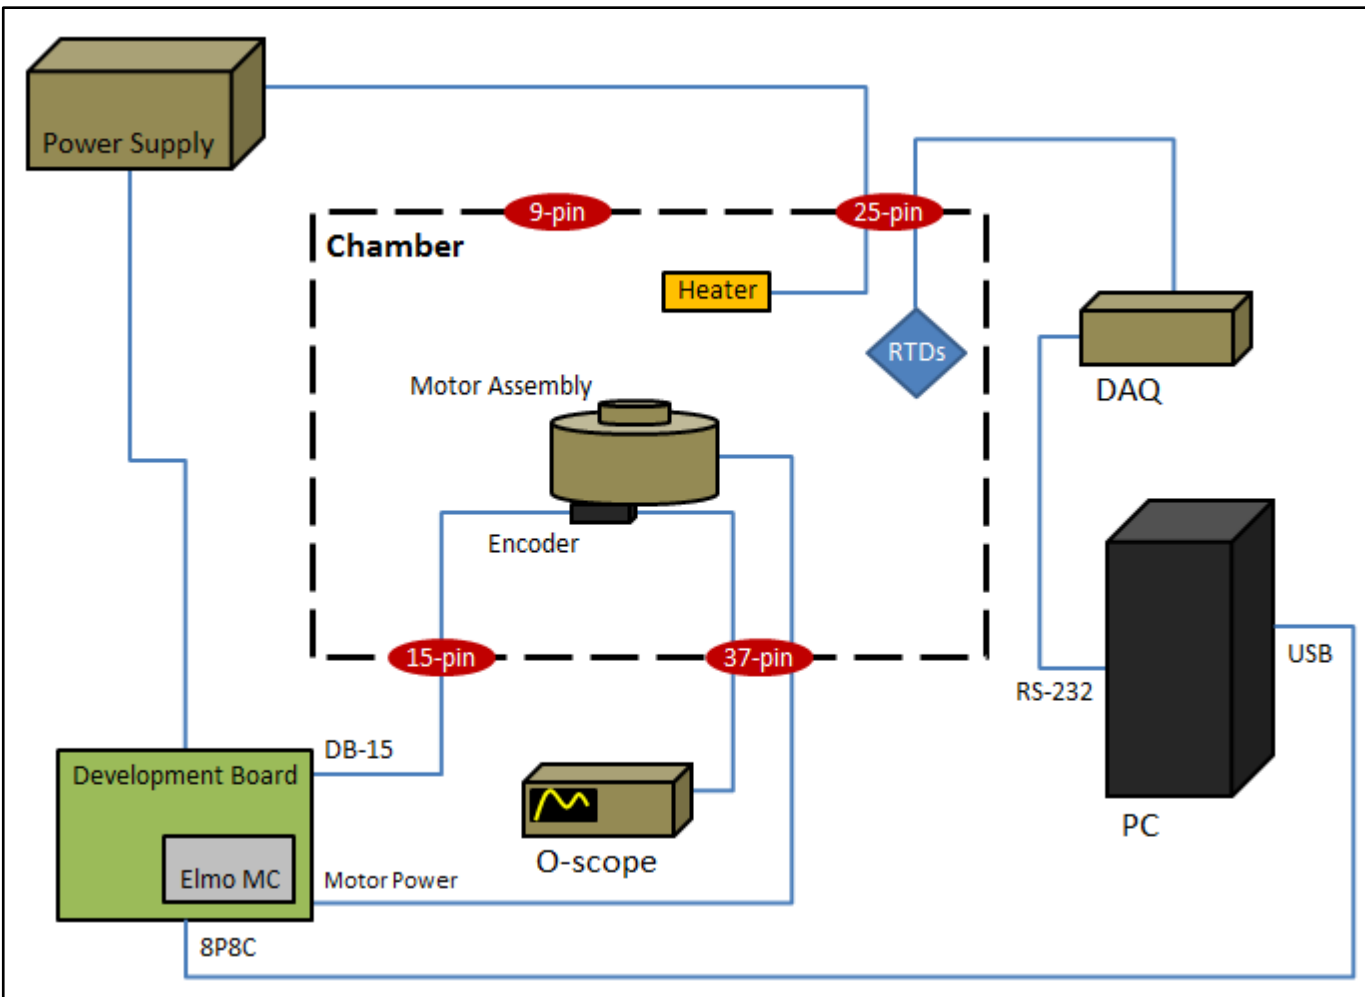 Power Supply
9-pin
25-pin
Chamber
Heater
RTDs
Motor Assembly
DAQ
Encoder
15-pin
37-pin
USB
RS-232
DB-15
Development Board
PC
O-scope
Elmo MC
Motor Power
8P8C